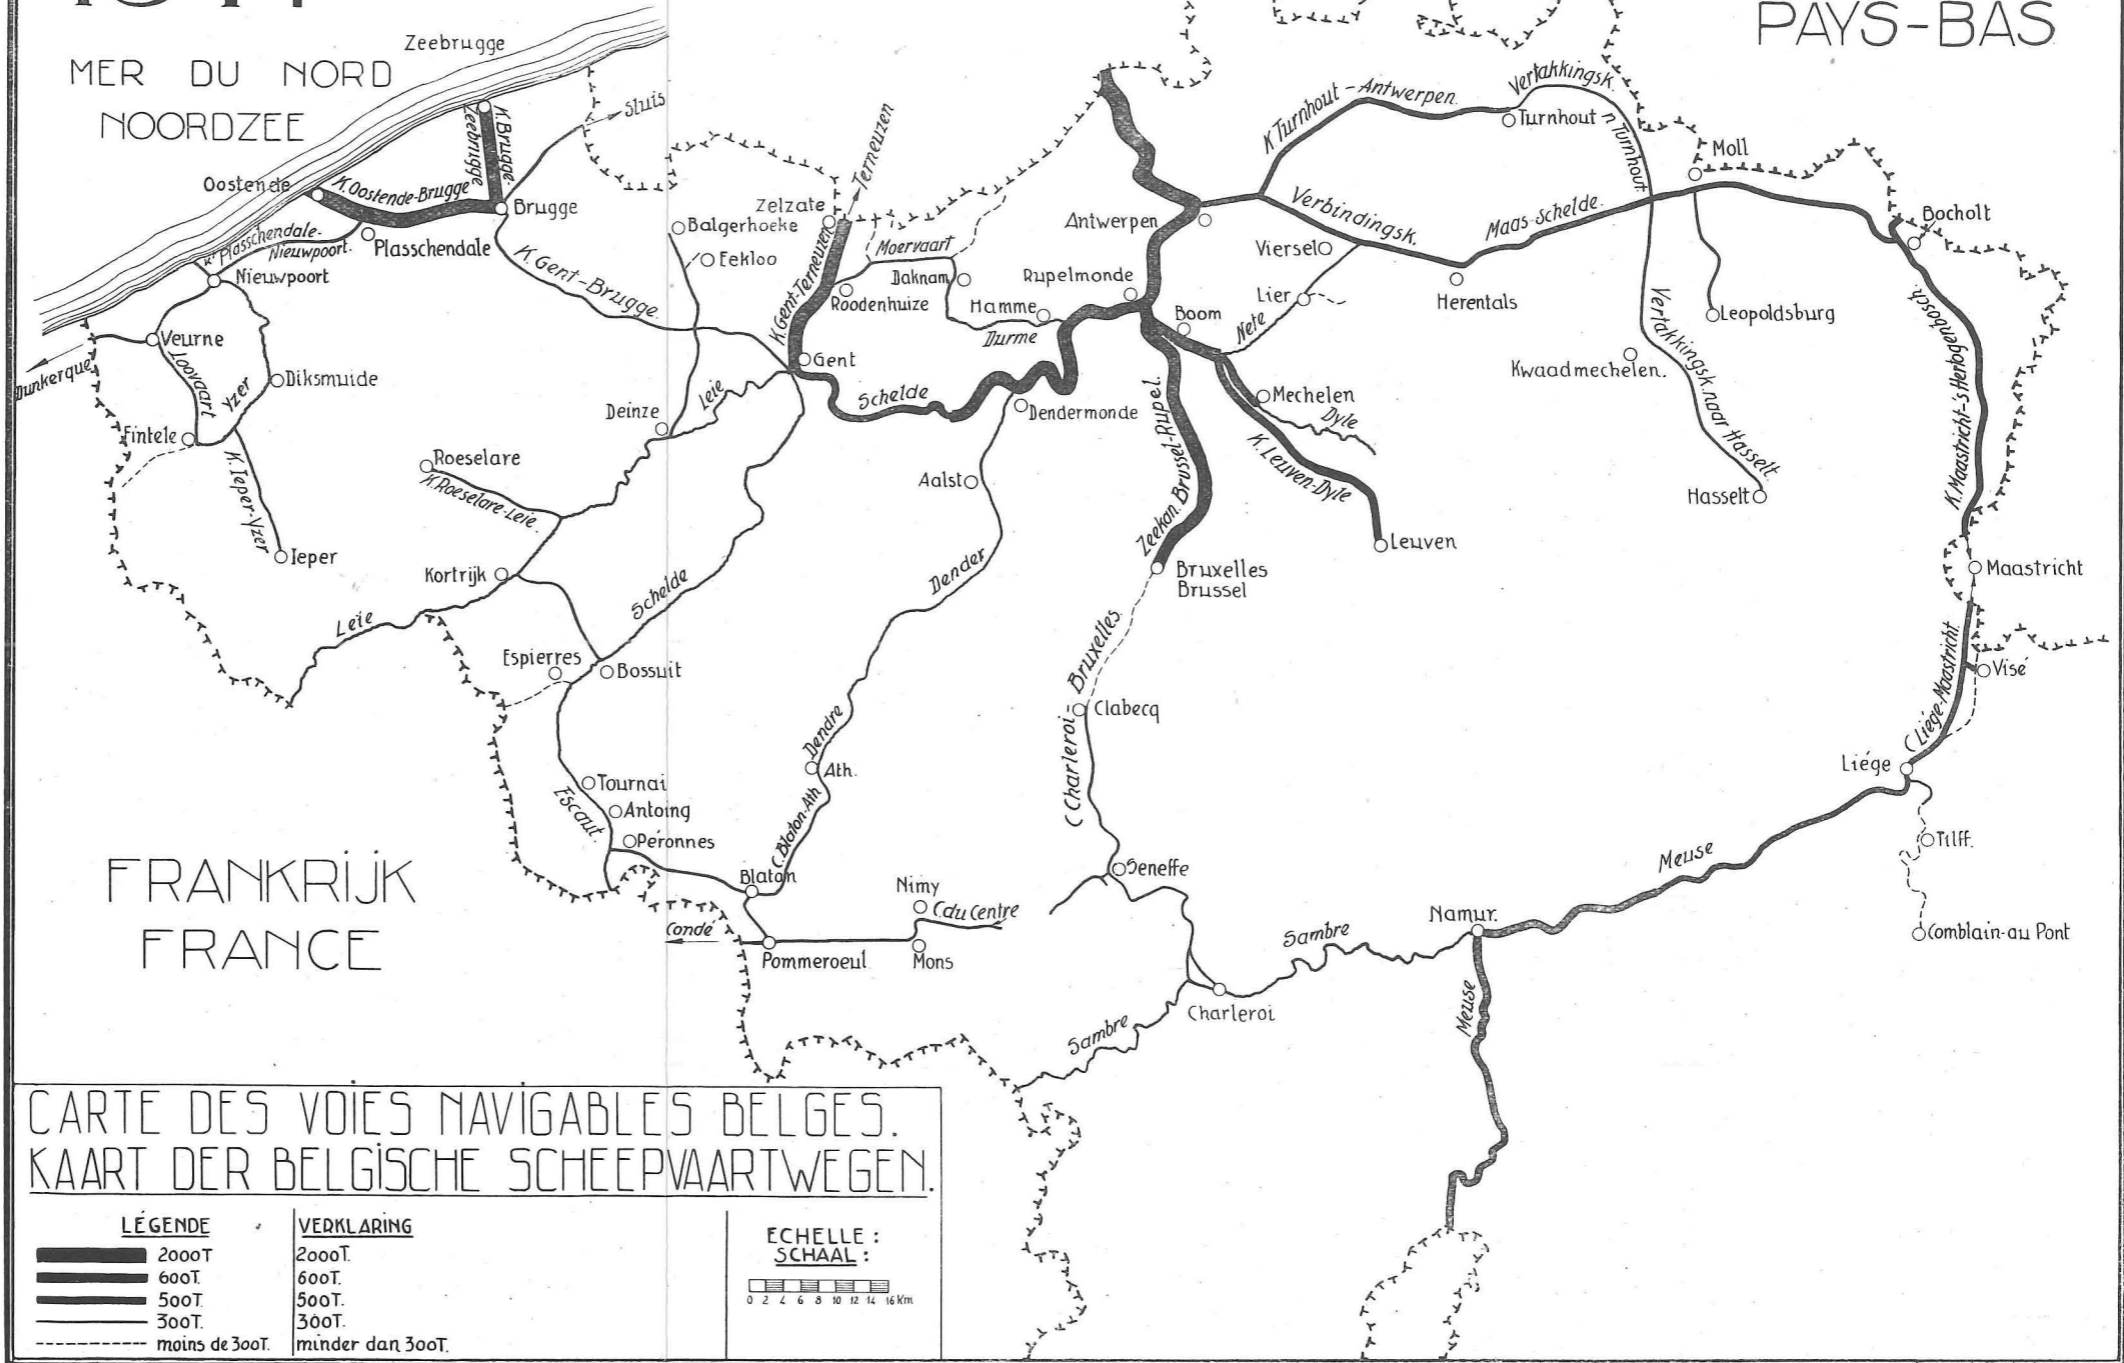 PAYS-BAS
MER DU NORD
NOORDZEE
Zeebrugge
K. Brugge-
Zeebrugge
Sluis
Oostende
K. Oostende-Brugge
Brugge
Plasschendale
Kl Plasschendale-
Nieuwpoort.
Nieuwpoort
Veurne
Dunkerque
Loovaart
Yzer
Diksmuide
Fintele
K. Ieper-Yzer
Ieper
K. Gent-Brugge
Balgerhoeke
Eekloo
Zelzate
Terneuzen
K. Gent-Terneuzen
Moervaart
Daknam
Roodenhuize
Hamme
Durme
Gent
Deinze
Leie
Schelde
Dendermonde
Roeselare
K. Roeselare-Leie.
Kortrijk
Leie
Aalst
Dender
Schelde
Espierres
Bossuit
Tournai
Antoing
Péronnes
Escaut
Dendre
Ath.
C. Blaton-Ath
Blaton
Pommeroeul
Condé
Nimy
C. du Centre
Mons
Antwerpen
Rupelmonde
Boom
K Turnhout-Antwerpen.
Turnhout
Vertakkingsk.
n Turnhout
Moll
Verbindingsk.
Maas-Schelde.
Viersel
Lier
Nete
Herentals
Mechelen
Dyle
K. Leuven-Dyle
Leuven
Zeekan. Brussel-Rupel.
Bruxelles
Brussel
Kwaadmechelen.
Vertakkingsk. naar Hasselt.
Hasselt
Leopoldsburg
Bocholt
K. Maastricht-'s Hertogenbosch.
Maastricht
C Liége-Maastricht.
Visé
Liége
Tilff.
Comblain-au Pont
C Charleroi-Bruxelles.
Clabecq
Seneffe
Charleroi
Sambre
Sambre
Namur.
Meuse
Meuse
FRANKRIJK
FRANCE
CARTE DES VOIES NAVIGABLES BELGES.
KAART DER BELGISCHE SCHEEPVAARTWEGEN.
LÉGENDE VERKLARING
2000T 2000T.
600T. 600T.
500T. 500T.
300T. 300T.
moins de 300T. minder dan 300T.
ECHELLE :
SCHAAL :
0 2 4 6 8 10 12 14 16 Km